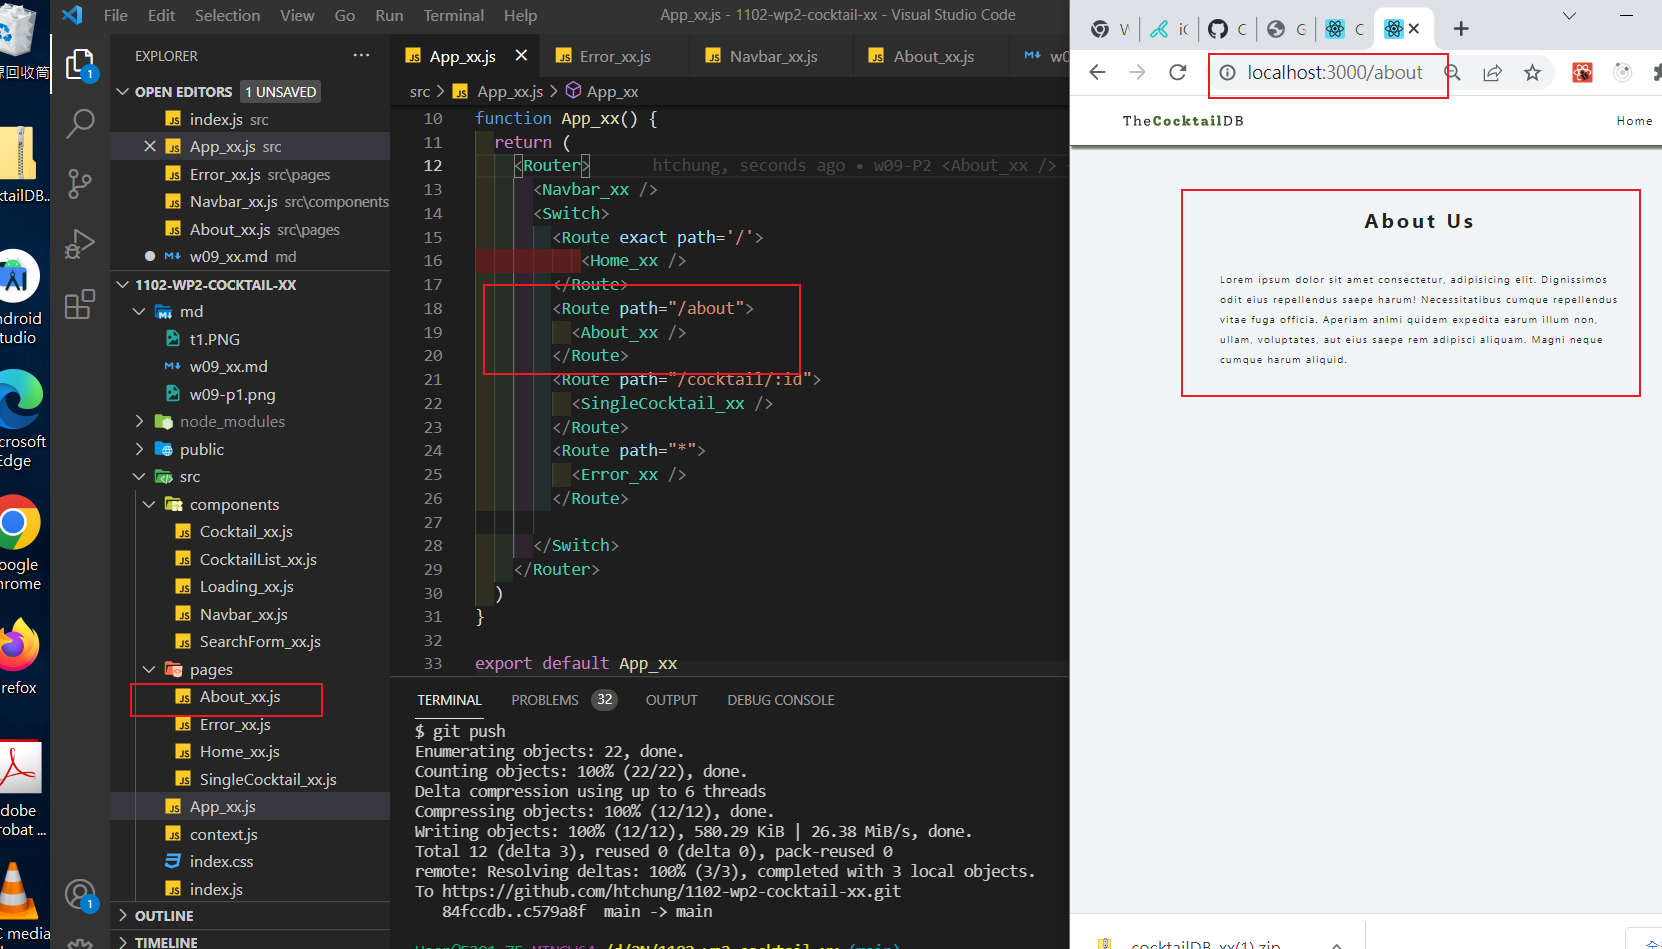 File Edit Selection View Go Run Terminal Help
App_xx.js - 1102-wp2-cocktail-xx - Visual Studio Code
EXPLORER
OPEN EDITORS 1 UNSAVED
index.js src
App_xx.js src
Error_xx.js src\pages
Navbar_xx.js src\components
About_xx.js src\pages
w09_xx.md md
1102-WP2-COCKTAIL-XX
md
t1.PNG
w09_xx.md
w09-p1.png
node_modules
public
src
components
Cocktail_xx.js
CocktailList_xx.js
Loading_xx.js
Navbar_xx.js
SearchForm_xx.js
pages
About_xx.js
Error_xx.js
Home_xx.js
SingleCocktail_xx.js
App_xx.js
context.js
index.css
index.js
OUTLINE
TIMELINE
App_xx.js Error_xx.js Navbar_xx.js About_xx.js
src > App_xx.js > App_xx
10 function App_xx() {
11 return (
12 <Router> htchung, seconds ago • w09-P2 <About_xx />
13 <Navbar_xx />
14 <Switch>
15 <Route exact path='/'>
16 <Home_xx />
17 </Route>
18 <Route path="/about">
19 <About_xx />
20 </Route>
21 <Route path="/cocktail/:id">
22 <SingleCocktail_xx />
23 </Route>
24 <Route path="*">
25 <Error_xx />
26 </Route>
27
28 </Switch>
29 </Router>
30 )
31 }
32
33 export default App_xx
TERMINAL PROBLEMS 32 OUTPUT DEBUG CONSOLE
$ git push
Enumerating objects: 22, done.
Counting objects: 100% (22/22), done.
Delta compression using up to 6 threads
Compressing objects: 100% (12/12), done.
Writing objects: 100% (12/12), 580.29 KiB | 26.38 MiB/s, done.
Total 12 (delta 3), reused 0 (delta 0), pack-reused 0
remote: Resolving deltas: 100% (3/3), completed with 3 local objects.
To https://github.com/htchung/1102-wp2-cocktail-xx.git
84fccdb..c579a8f main -> main
localhost:3000/about
TheCocktailDB
Home
About Us
Lorem ipsum dolor sit amet consectetur, adipisicing elit. Dignissimos
odit eius repellendus saepe harum! Necessitatibus cumque repellendus
vitae fuga officia. Aperiam animi quidem expedita earum illum non,
ullam, voluptates, aut eius saepe rem adipisci aliquam. Magni neque
cumque harum aliquid.
cocktailDB_xx(1).zip